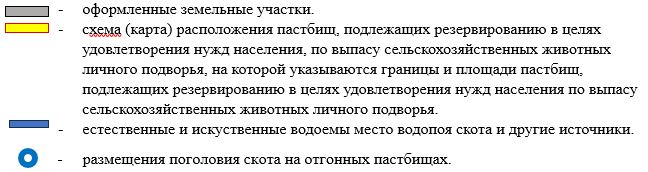 - оформленные земельные участки.
- схема (карта) расположения пастбищ, подлежащих резервированию в целях
удовлетворения нужд населения, по выпасу сельскохозяйственных животных
личного подворья, на которой указываются границы и площади пастбищ,
подлежащих резервированию в целях удовлетворения нужд населения по выпасу
сельскохозяйственных животных личного подворья.
- естественные и искуственные водоемы место водопоя скота и другие источники.
- размещения поголовия скота на отгонных пастбищах.